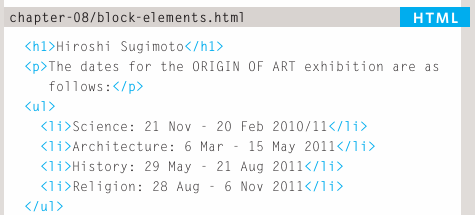 chapter-08/block-elements.html HTML
<h1>Hiroshi Sugimoto</h1>
<p>The dates for the ORIGIN OF ART exhibition are as
follows:</p>
<ul>
<li>Science: 21 Nov - 20 Feb 2010/11</li>
<li>Architecture: 6 Mar - 15 May 2011</li>
<li>History: 29 May - 21 Aug 2011</li>
<li>Religion: 28 Aug - 6 Nov 2011</li>
</ul>